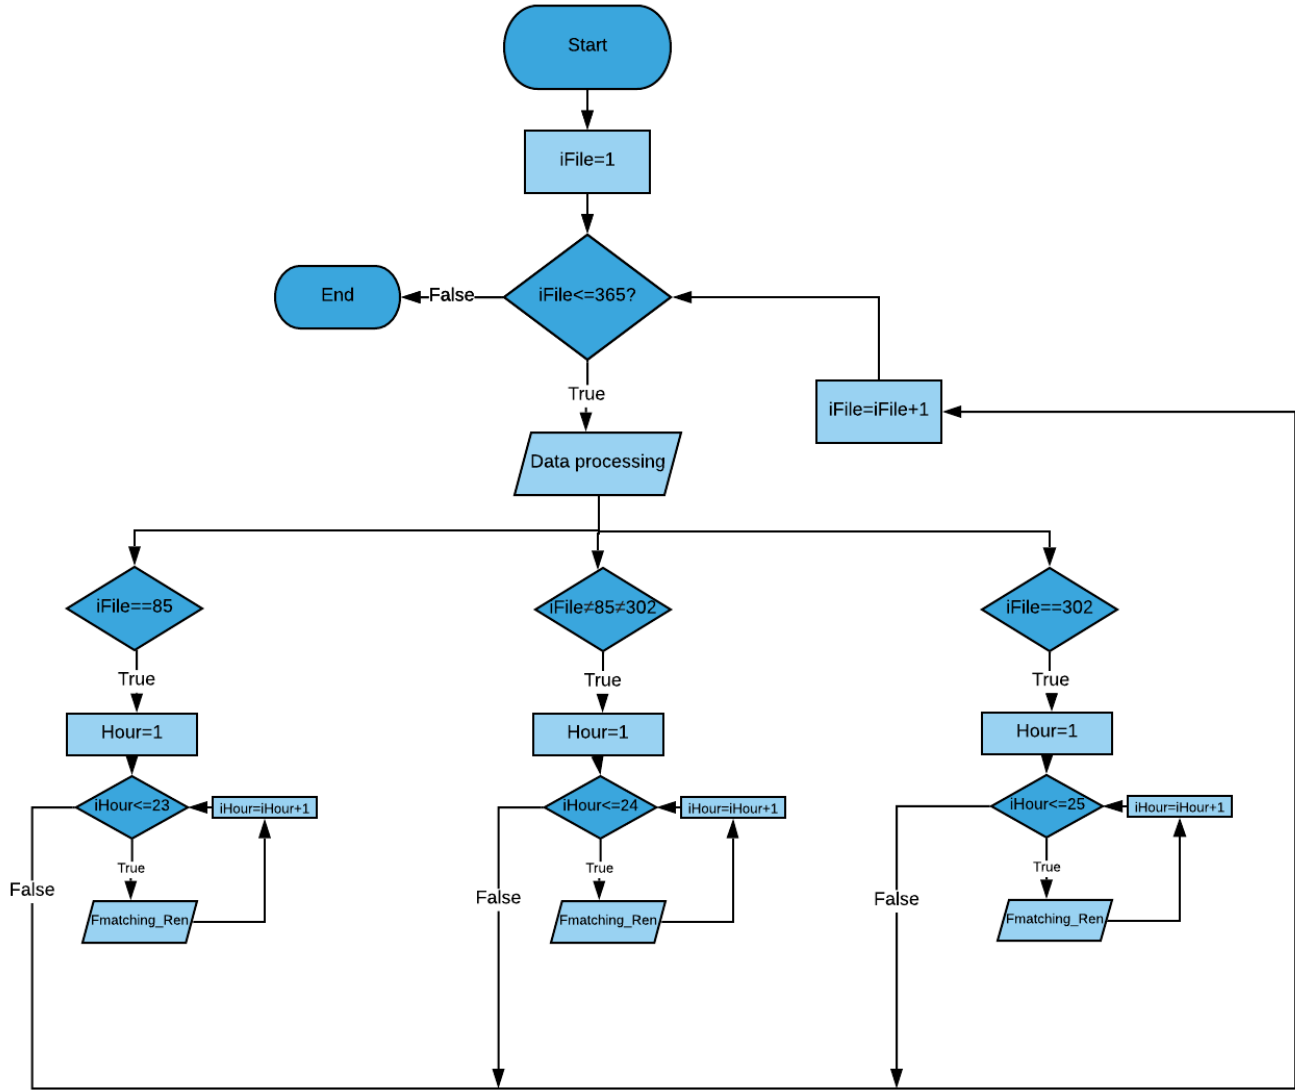 Start
iFile=1
End
False
iFile<=365?
True
iFile=iFile+1
Data processing
iFile==85
iFile≠85≠302
iFile==302
True
True
True
Hour=1
Hour=1
Hour=1
iHour<=23
iHour=iHour+1
iHour<=24
iHour=iHour+1
iHour<=25
iHour=iHour+1
True
True
True
False
False
False
Fmatching_Ren
Fmatching_Ren
Fmatching_Ren